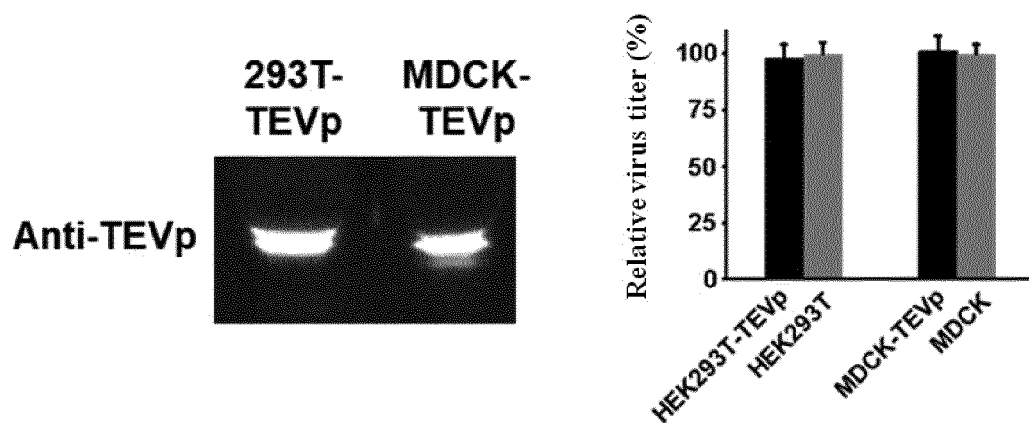 293T-
TEVp
MDCK-
TEVp
Anti-TEVp
Relative virus titer (%)
100
75
50
25
0
HEK293T-TEVp
HEK293T
MDCK-TEVp
MDCK